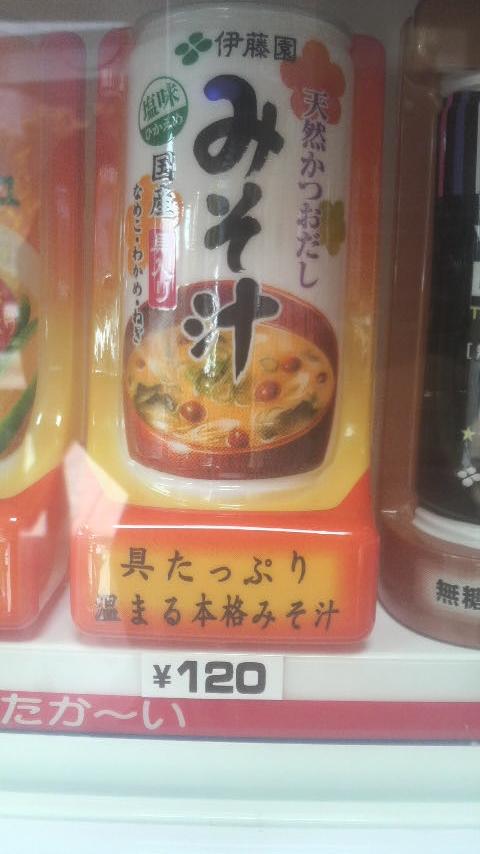 伊藤園
塩味
ひかえめ
みそ汁
天然かつおだし
国産具入り
なめこ・わかめ・ねぎ
具たっぷり
温まる本格みそ汁
¥120
たか〜い
無糖